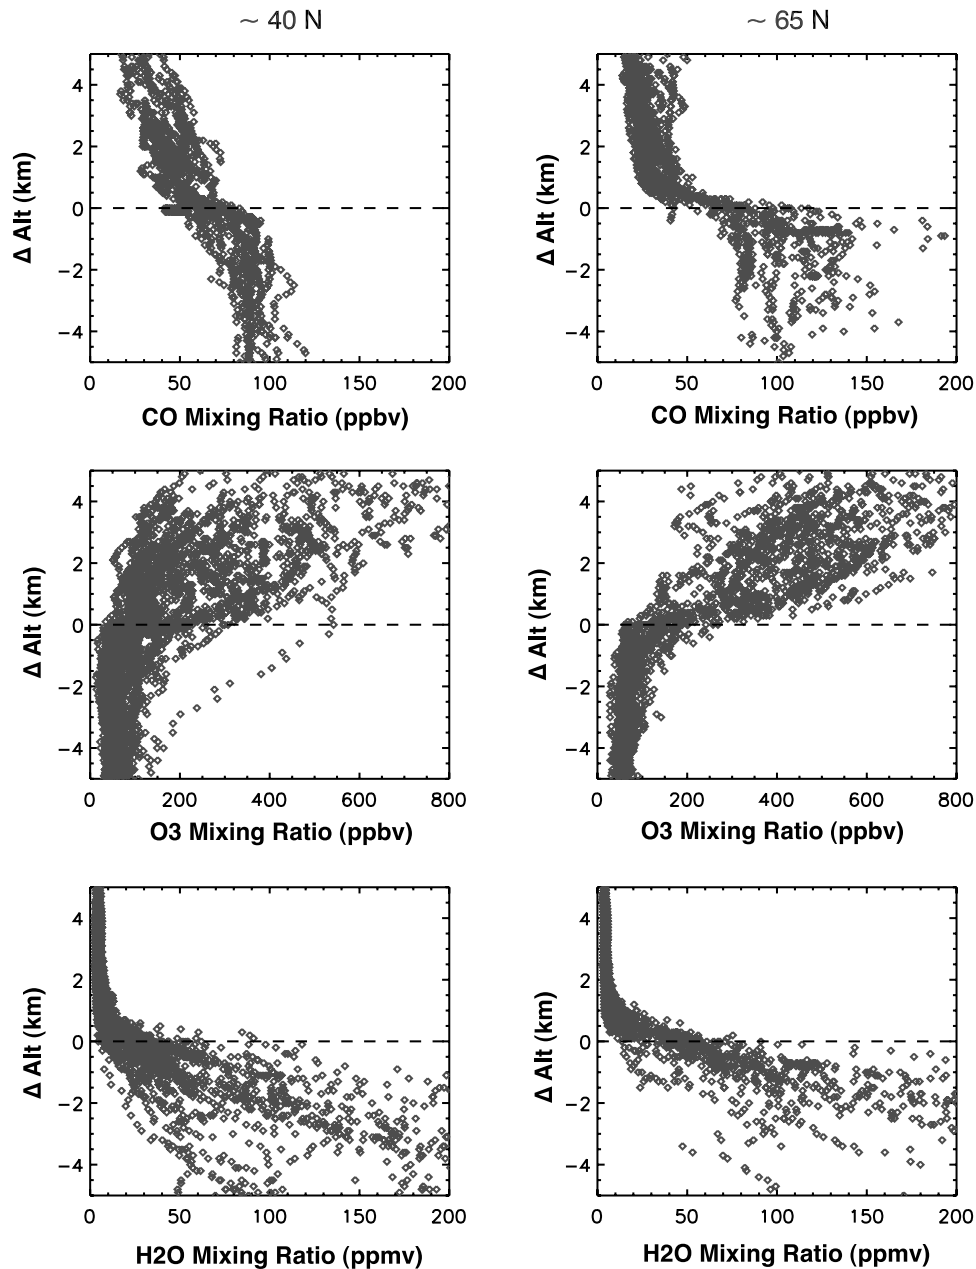 ~ 40 N
~ 65 N
4
2
0
−2
−4
Δ Alt (km)
0 50 100 150 200
CO Mixing Ratio (ppbv)
4
2
0
−2
−4
Δ Alt (km)
0 50 100 150 200
CO Mixing Ratio (ppbv)
4
2
0
−2
−4
Δ Alt (km)
0 200 400 600 800
O3 Mixing Ratio (ppbv)
4
2
0
−2
−4
Δ Alt (km)
0 200 400 600 800
O3 Mixing Ratio (ppbv)
4
2
0
−2
−4
Δ Alt (km)
0 50 100 150 200
H2O Mixing Ratio (ppmv)
4
2
0
−2
−4
Δ Alt (km)
0 50 100 150 200
H2O Mixing Ratio (ppmv)